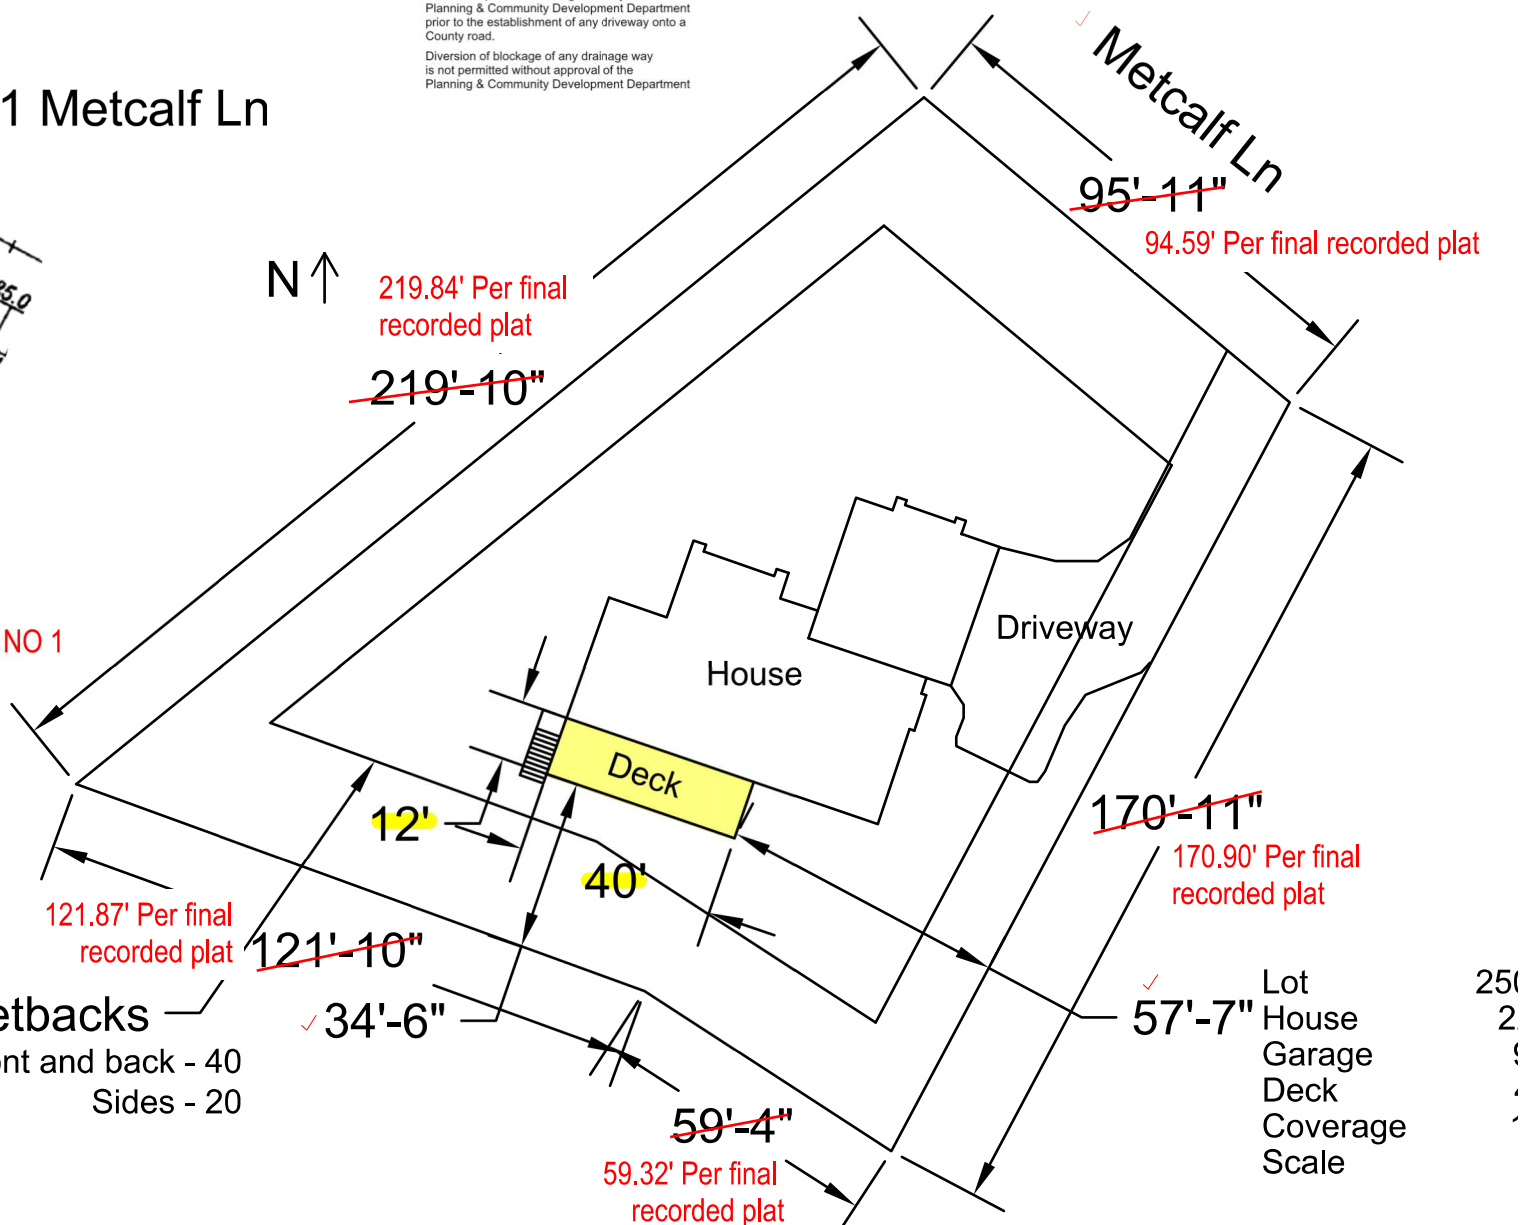 Planning & Community Development Department
prior to the establishment of any driveway onto a
County road.
Diversion of blockage of any drainage way
is not permitted without approval of the
Planning & Community Development Department
1 Metcalf Ln
Metcalf Ln
95'-11"
94.59' Per final recorded plat
N
219.84' Per final
recorded plat
219'-10"
NO 1
Driveway
House
Deck
12'
40'
170'-11"
170.90' Per final
recorded plat
121.87' Per final
recorded plat
121'-10"
etbacks
ont and back - 40
Sides - 20
34'-6"
57'-7"
59'-4"
59.32' Per final
recorded plat
Lot 250
House 2
Garage
Deck
Coverage 1
Scale